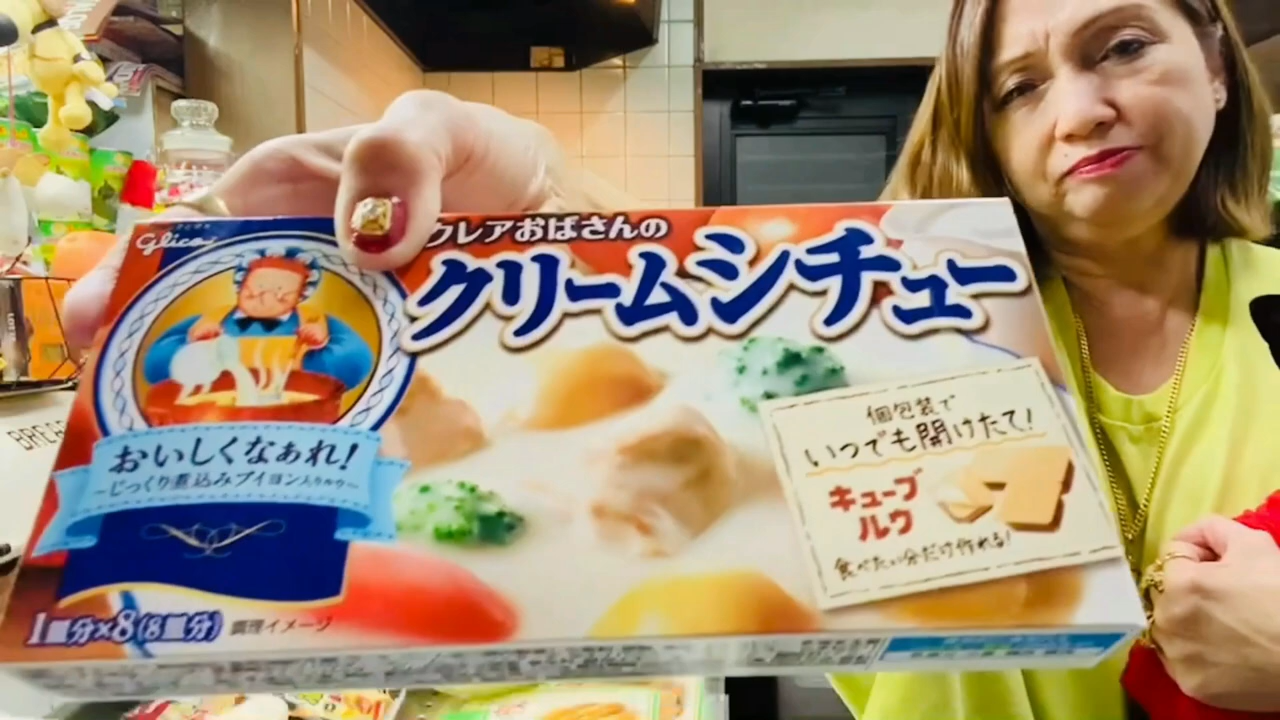 Glico
クレアおばさんの
クリームシチュー
おいしくなぁれ!
~じっくり煮込みブイヨン入りルウ~
個包装で
いつでも開けたて!
キューブ
ルウ
食べたい分だけ作れる!
1皿分×8(8皿分)
調理イメージ